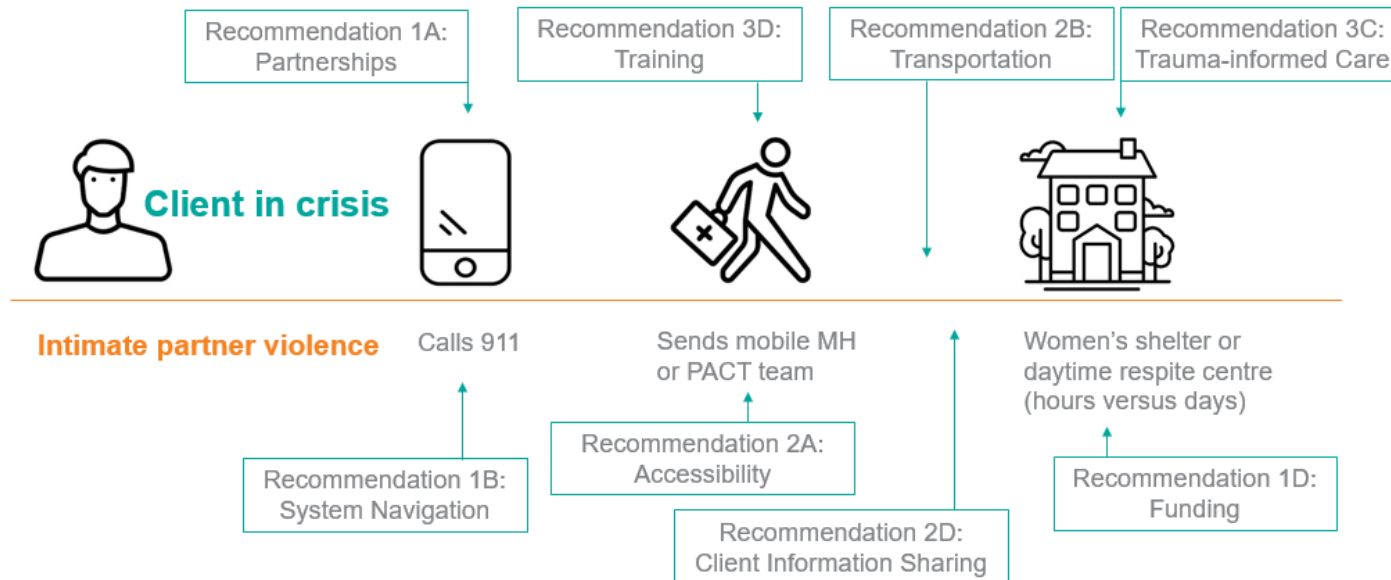 Recommendation 1A:
Partnerships
Recommendation 3D:
Training
Recommendation 2B:
Transportation
Recommendation 3C:
Trauma-informed Care
Client in crisis
Intimate partner violence
Calls 911
Sends mobile MH
or PACT team
Women's shelter or
daytime respite centre
(hours versus days)
Recommendation 1B:
System Navigation
Recommendation 2A:
Accessibility
Recommendation 2D:
Client Information Sharing
Recommendation 1D:
Funding